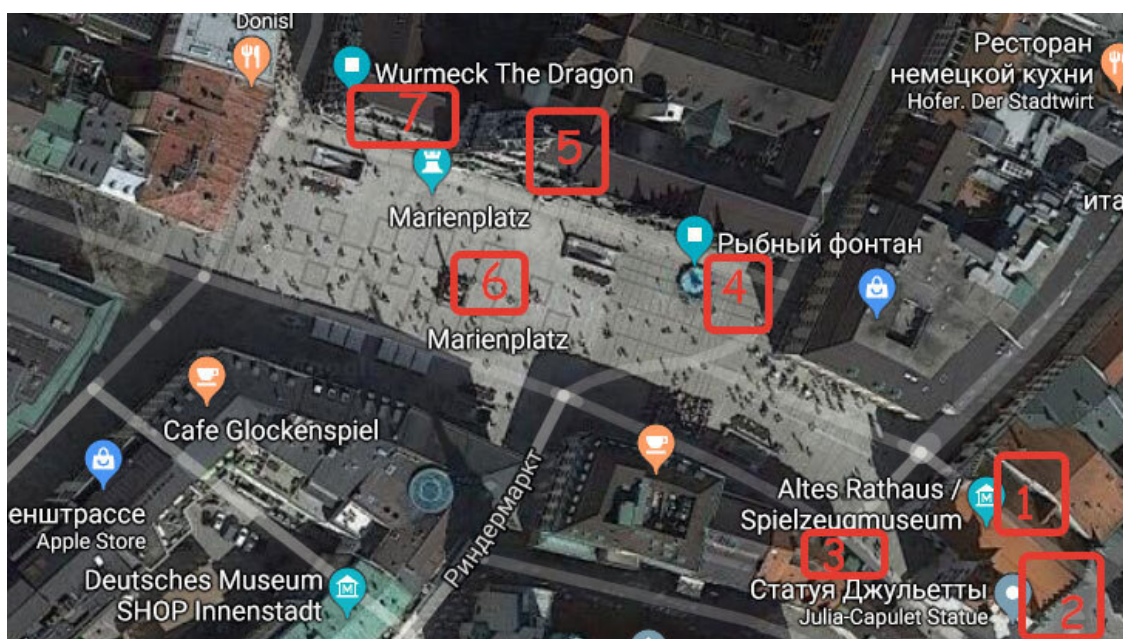 Donisl
Wurmeck The Dragon
7
Ресторан
немецкой кухни
Hofer. Der Stadtwirt
5
Marienplatz
ита
Рыбный фонтан
6
4
Marienplatz
Cafe Glockenspiel
енштрассе
Apple Store
Риндермаркт
Altes Rathaus /
Spielzeugmuseum
1
3
Deutsches Museum
SHOP Innenstadt
Статуя Джульетты
Julia-Capulet Statue
2